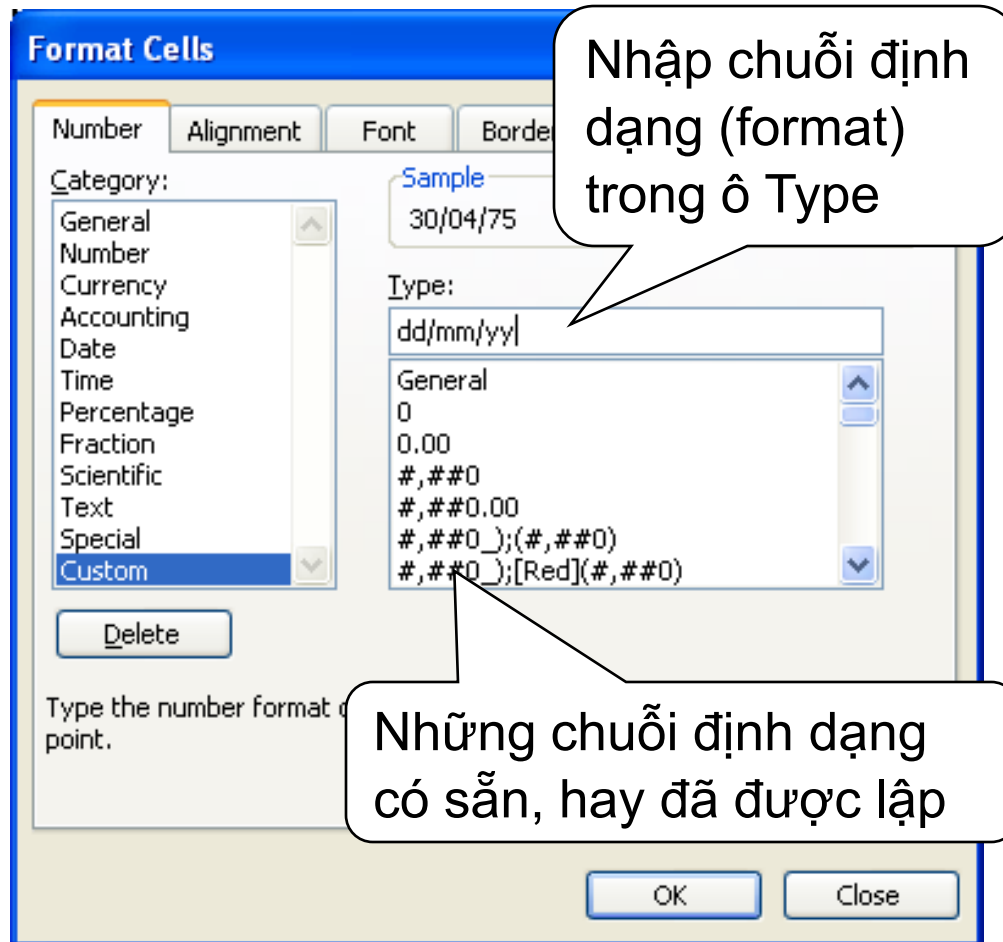 Format Cells
Nhập chuỗi định
dạng (format)
trong ô Type
Number
Alignment
Font
Border
Category:
General
Number
Currency
Accounting
Date
Time
Percentage
Fraction
Scientific
Text
Special
Custom
Sample
30/04/75
Type:
dd/mm/yy
General
0
0.00
#,##0
#,##0.00
#,##0_);(#,##0)
#,##0_);[Red](#,##0)
Delete
Type the number format
point.
Những chuỗi định dạng
có sẵn, hay đã được lập
OK
Close